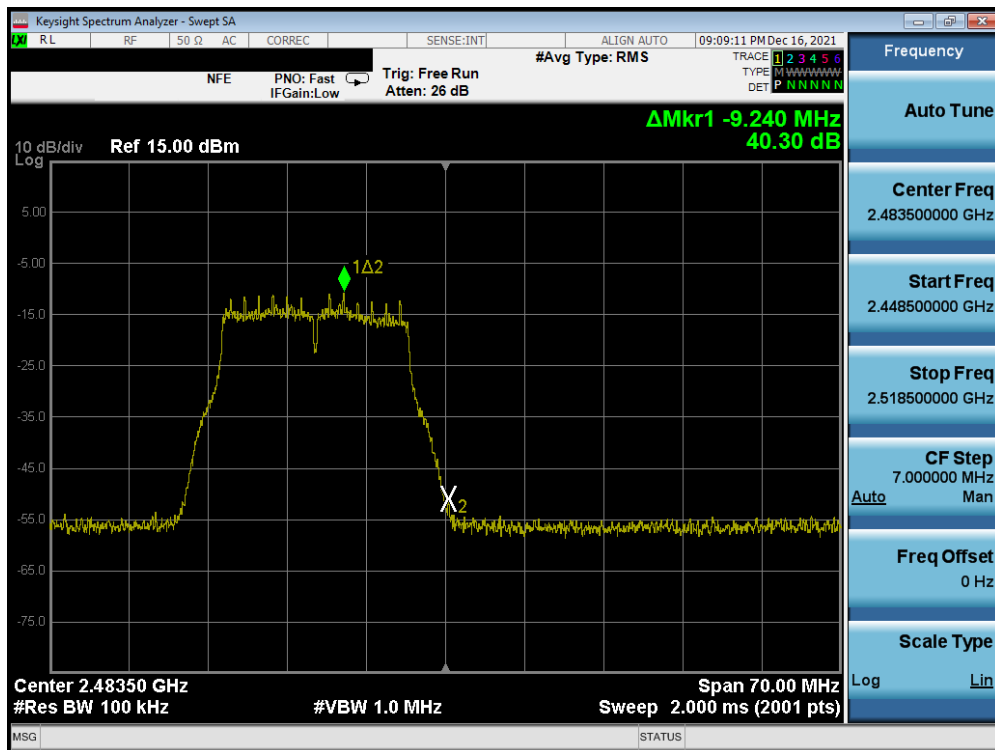 Keysight Spectrum Analyzer - Swept SA
LXI RL RF 50 Ω AC CORREC SENSE:INT ALIGN AUTO 09:09:11 PM Dec 16, 2021
NFE PNO: Fast Trig: Free Run #Avg Type: RMS TRACE 1 2 3 4 5 6
IFGain:Low Atten: 26 dB TYPE M W W W W W
DET P N N N N N
ΔMkr1 -9.240 MHz
40.30 dB
10 dB/div Ref 15.00 dBm
Log
5.00
-5.00
-15.0
-25.0
-35.0
-45.0
-55.0
-65.0
-75.0
1Δ2
X2
Center 2.48350 GHz Span 70.00 MHz
#Res BW 100 kHz #VBW 1.0 MHz Sweep 2.000 ms (2001 pts)
MSG STATUS
Frequency
Auto Tune
Center Freq
2.483500000 GHz
Start Freq
2.448500000 GHz
Stop Freq
2.518500000 GHz
CF Step
7.000000 MHz
Auto Man
Freq Offset
0 Hz
Scale Type
Log Lin